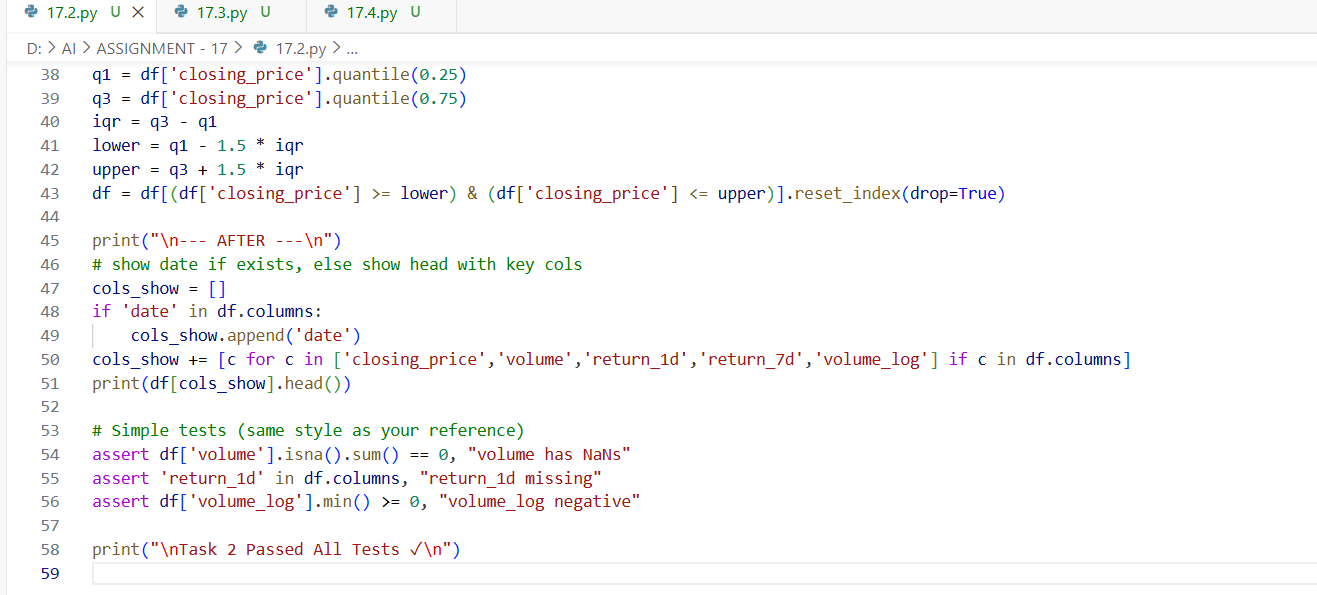 17.2.py U
17.3.py U
17.4.py U
D: > AI > ASSIGNMENT - 17 > 17.2.py > ...
38 q1 = df['closing_price'].quantile(0.25)
39 q3 = df['closing_price'].quantile(0.75)
40 iqr = q3 - q1
41 lower = q1 - 1.5 * iqr
42 upper = q3 + 1.5 * iqr
43 df = df[(df['closing_price'] >= lower) & (df['closing_price'] <= upper)].reset_index(drop=True)
44
45 print("\n--- AFTER ---\n")
46 # show date if exists, else show head with key cols
47 cols_show = []
48 if 'date' in df.columns:
49     cols_show.append('date')
50 cols_show += [c for c in ['closing_price','volume','return_1d','return_7d','volume_log'] if c in df.columns]
51 print(df[cols_show].head())
52
53 # Simple tests (same style as your reference)
54 assert df['volume'].isna().sum() == 0, "volume has NaNs"
55 assert 'return_1d' in df.columns, "return_1d missing"
56 assert df['volume_log'].min() >= 0, "volume_log negative"
57
58 print("\nTask 2 Passed All Tests ✓\n")
59